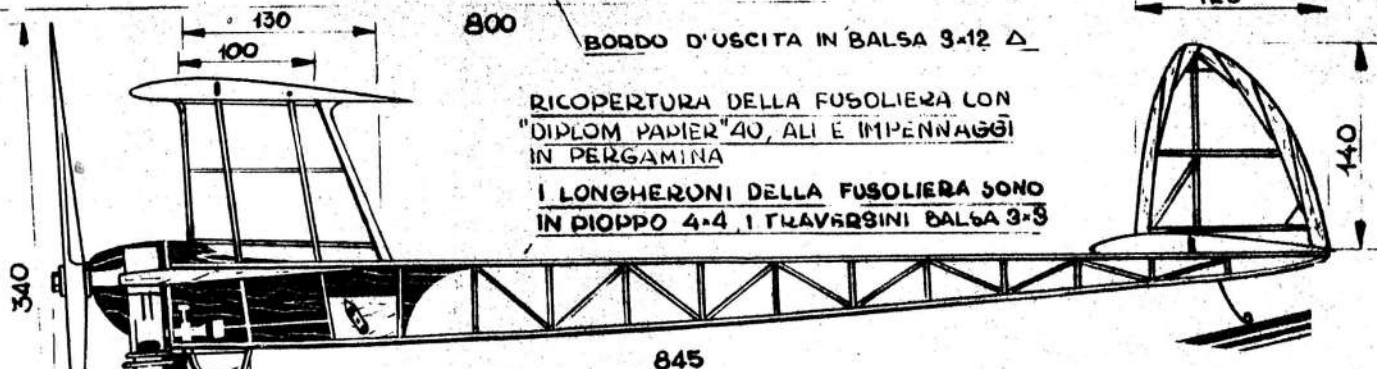 130
800
100
BORDO D'USCITA IN BALSA 3×12 △
RICOPERTURA DELLA FUSOLIERA CON
"DIPLOM PAPIER" 40, ALI E IMPENNAGGI
IN PERGAMINA
I LONGHERONI DELLA FUSOLIERA SONO
IN PIOPPO 4×4, I TRAVERSINI BALSA 3×3
140
340
845